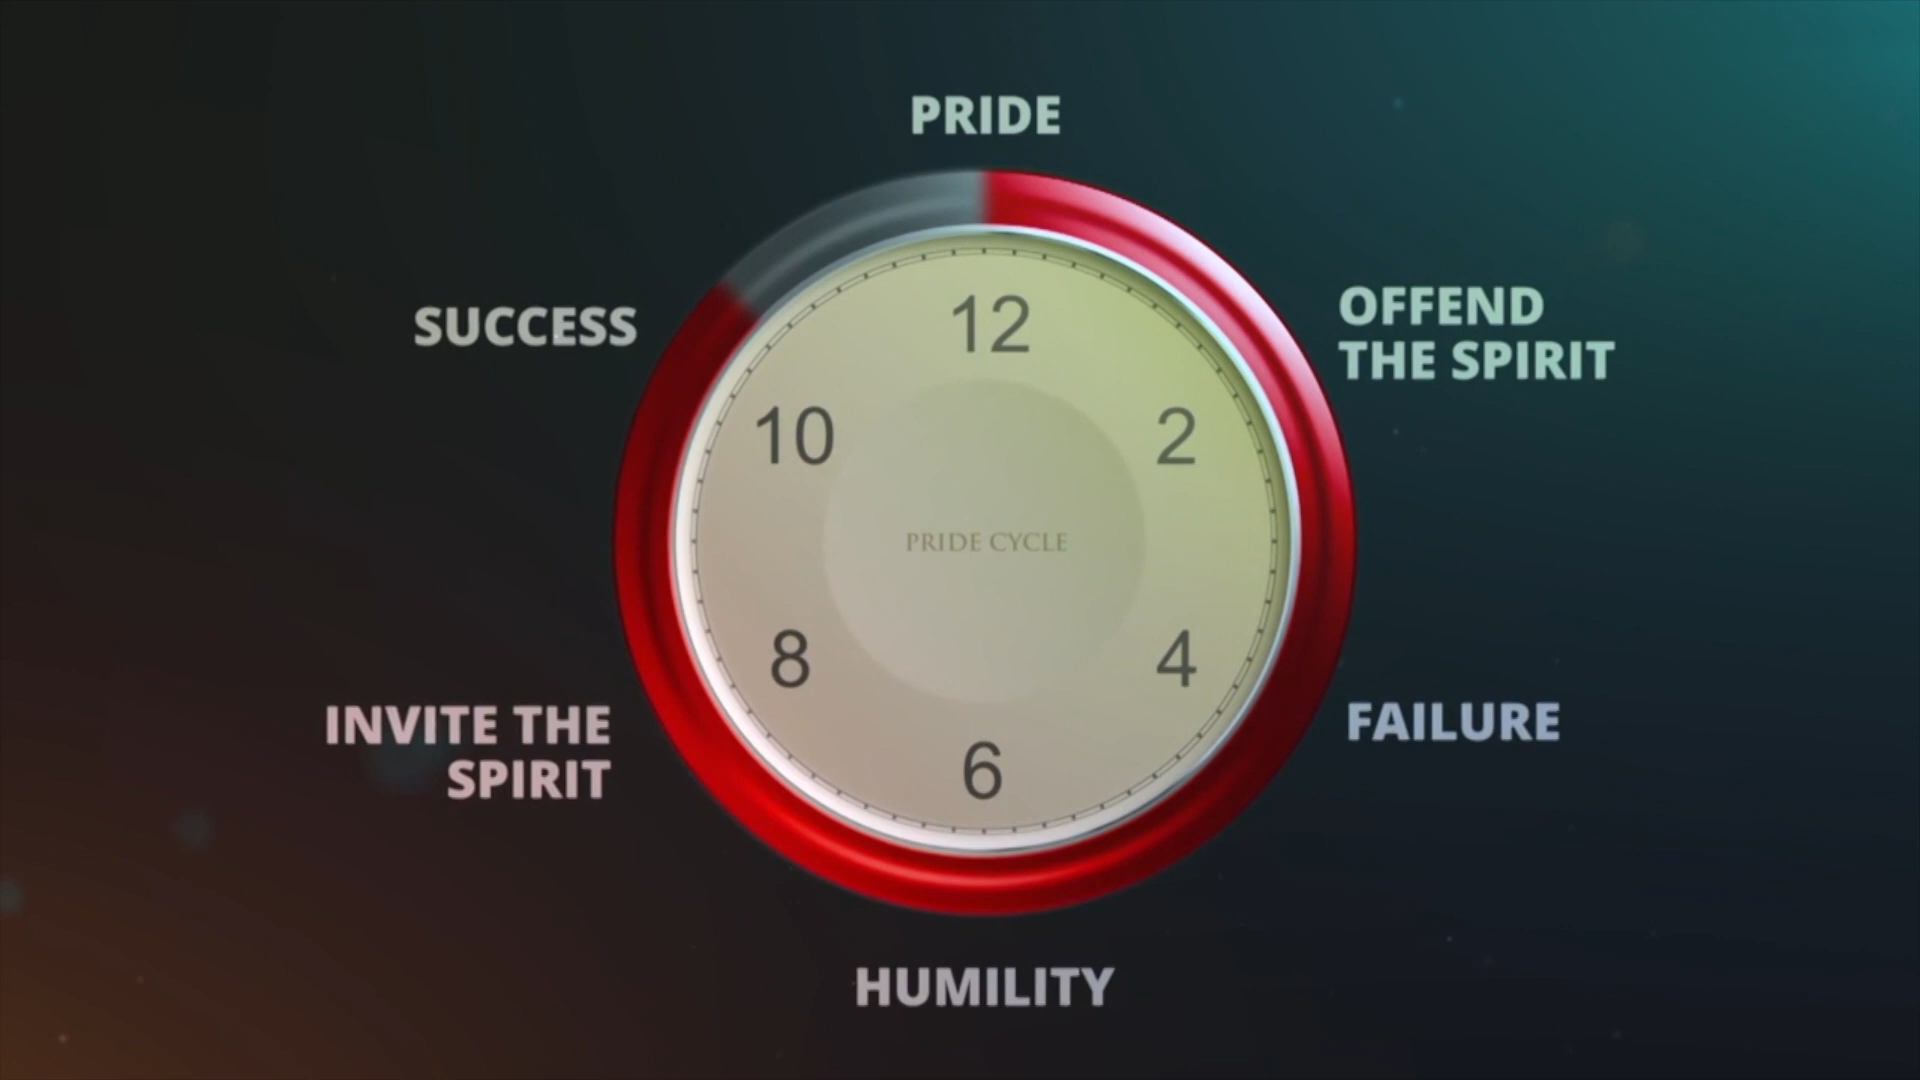 PRIDE
OFFEND
THE SPIRIT
SUCCESS
12
10
2
PRIDE CYCLE
8
4
6
FAILURE
INVITE THE
SPIRIT
HUMILITY